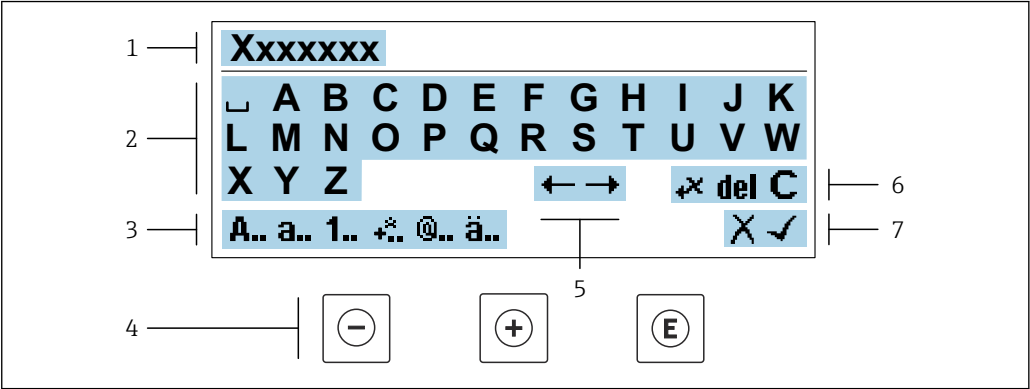 1 Xxxxxxx
2 ␣ A B C D E F G H I J K
L M N O P Q R S T U V W
X Y Z ← → ₊× del C 6
3 A.. a.. 1.. +×.. @.. ä.. X ✓ 7
5
4 − + E